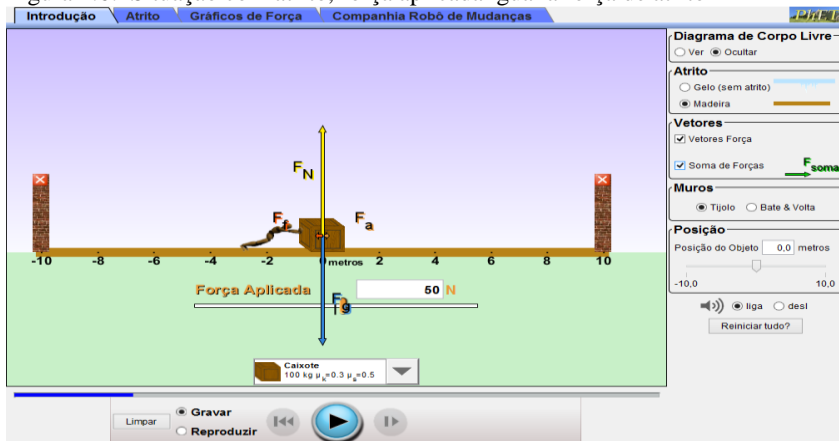 Introdução Atrito Gráficos de Força Companhia Robô de Mudanças
Diagrama de Corpo Livre
Ver Ocultar
Atrito
Gelo (sem atrito)
Madeira
Vetores
Vetores Força
Soma de Forças Fsoma
Muros
Tijolo Bate & Volta
Posição
Posição do Objeto 0,0 metros
-10,0 10,0
liga desl
Reiniciar tudo?
FN
Ff Fa
-10 -8 -6 -4 -2 0 metros 2 4 6 8 10
Força Aplicada 50 N
Fg
Caixote
100 kg μk=0.3 μs=0.5
Limpar
Gravar
Reproduzir